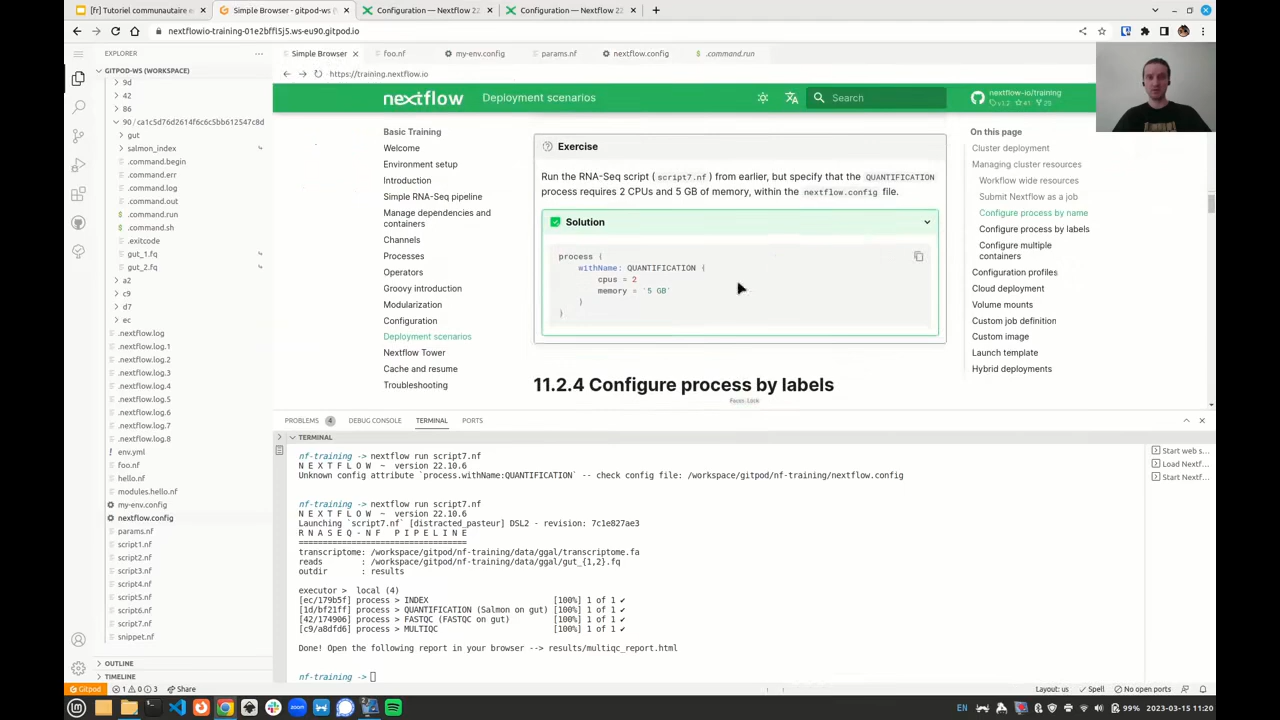 [fr] Tutoriel communautaire e
Simple Browser - gitpod-ws (
Configuration — Nextflow 22
Configuration — Nextflow 22.
nextflowio-training-01e2bffl5j5.ws-eu90.gitpod.io
EXPLORER
GITPOD-WS (WORKSPACE)
9d
42
86
90 / ca1c5d76d2614f6c6c5bb612547c8d
gut
salmon_index
.command.begin
.command.err
.command.log
.command.out
.command.run
.command.sh
.exitcode
gut_1.fq
gut_2.fq
a2
c9
d7
ec
.nextflow.log
.nextflow.log.1
.nextflow.log.2
.nextflow.log.3
.nextflow.log.4
.nextflow.log.5
.nextflow.log.6
.nextflow.log.7
.nextflow.log.8
env.yml
foo.nf
hello.nf
modules.hello.nf
my-env.config
nextflow.config
params.nf
script1.nf
script2.nf
script3.nf
script4.nf
script5.nf
script6.nf
script7.nf
snippet.nf
OUTLINE
TIMELINE
Simple Browser
foo.nf
my-env.config
params.nf
nextflow.config
.command.run
https://training.nextflow.io
nextflow
Deployment scenarios
Search
nextflow-io/training
Basic Training
Welcome
Environment setup
Introduction
Simple RNA-Seq pipeline
Manage dependencies and
containers
Channels
Processes
Operators
Groovy introduction
Modularization
Configuration
Deployment scenarios
Nextflow Tower
Cache and resume
Troubleshooting
Exercise
Run the RNA-Seq script ( script7.nf ) from earlier, but specify that the QUANTIFICATION
process requires 2 CPUs and 5 GB of memory, within the nextflow.config file.
Solution
process {
withName: QUANTIFICATION {
cpus = 2
memory = '5 GB'
}
}
11.2.4 Configure process by labels
On this page
Cluster deployment
Managing cluster resources
Workflow wide resources
Submit Nextflow as a job
Configure process by name
Configure process by labels
Configure multiple
containers
Configuration profiles
Cloud deployment
Volume mounts
Custom job definition
Custom image
Launch template
Hybrid deployments
PROBLEMS 4
DEBUG CONSOLE
TERMINAL
PORTS
TERMINAL
nf-training -> nextflow run script7.nf
N E X T F L O W ~ version 22.10.6
Unknown config attribute `process.withName:QUANTIFICATION` -- check config file: /workspace/gitpod/nf-training/nextflow.config
nf-training -> nextflow run script7.nf
N E X T F L O W ~ version 22.10.6
Launching `script7.nf` [distracted_pasteur] DSL2 - revision: 7c1e827ae3
R N A S E Q - N F P I P E L I N E
===================================
transcriptome: /workspace/gitpod/nf-training/data/ggal/transcriptome.fa
reads : /workspace/gitpod/nf-training/data/ggal/gut_{1,2}.fq
outdir : results
executor > local (4)
[ec/179b5f] process > INDEX [100%] 1 of 1 ✔
[1d/bf21ff] process > QUANTIFICATION (Salmon on gut) [100%] 1 of 1 ✔
[42/174906] process > FASTQC (FASTQC on gut) [100%] 1 of 1 ✔
[c9/a8dfd6] process > MULTIQC [100%] 1 of 1 ✔
Done! Open the following report in your browser --> results/multiqc_report.html
nf-training ->
Start web s...
Load Nextf...
Start Nextf...
Gitpod
1 0 3
Share
Layout: us
Spell
No open ports
zoom
EN
99%
2023-03-15 11:20